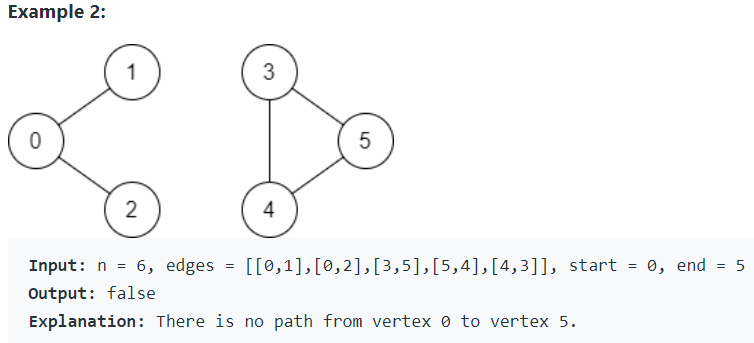 Example 2:
1 3
0 5
2 4
Input: n = 6, edges = [[0,1],[0,2],[3,5],[5,4],[4,3]], start = 0, end = 5
Output: false
Explanation: There is no path from vertex 0 to vertex 5.